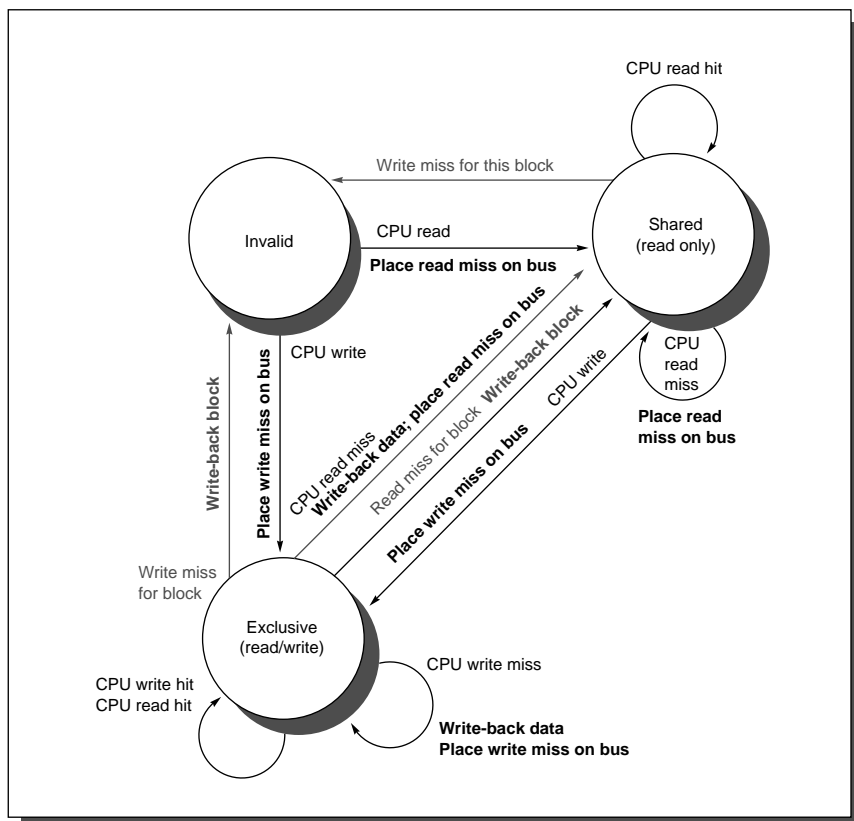 CPU read hit
Write miss for this block
Invalid
CPU read
Place read miss on bus
Shared
(read only)
CPU write
Place write miss on bus
Write-back block
CPU read miss
Write-back data; place read miss on bus
Read miss for block Write-back block
CPU write
Place write miss on bus
CPU
read
miss
Place read
miss on bus
Write miss
for block
Exclusive
(read/write)
CPU write hit
CPU read hit
CPU write miss
Write-back data
Place write miss on bus